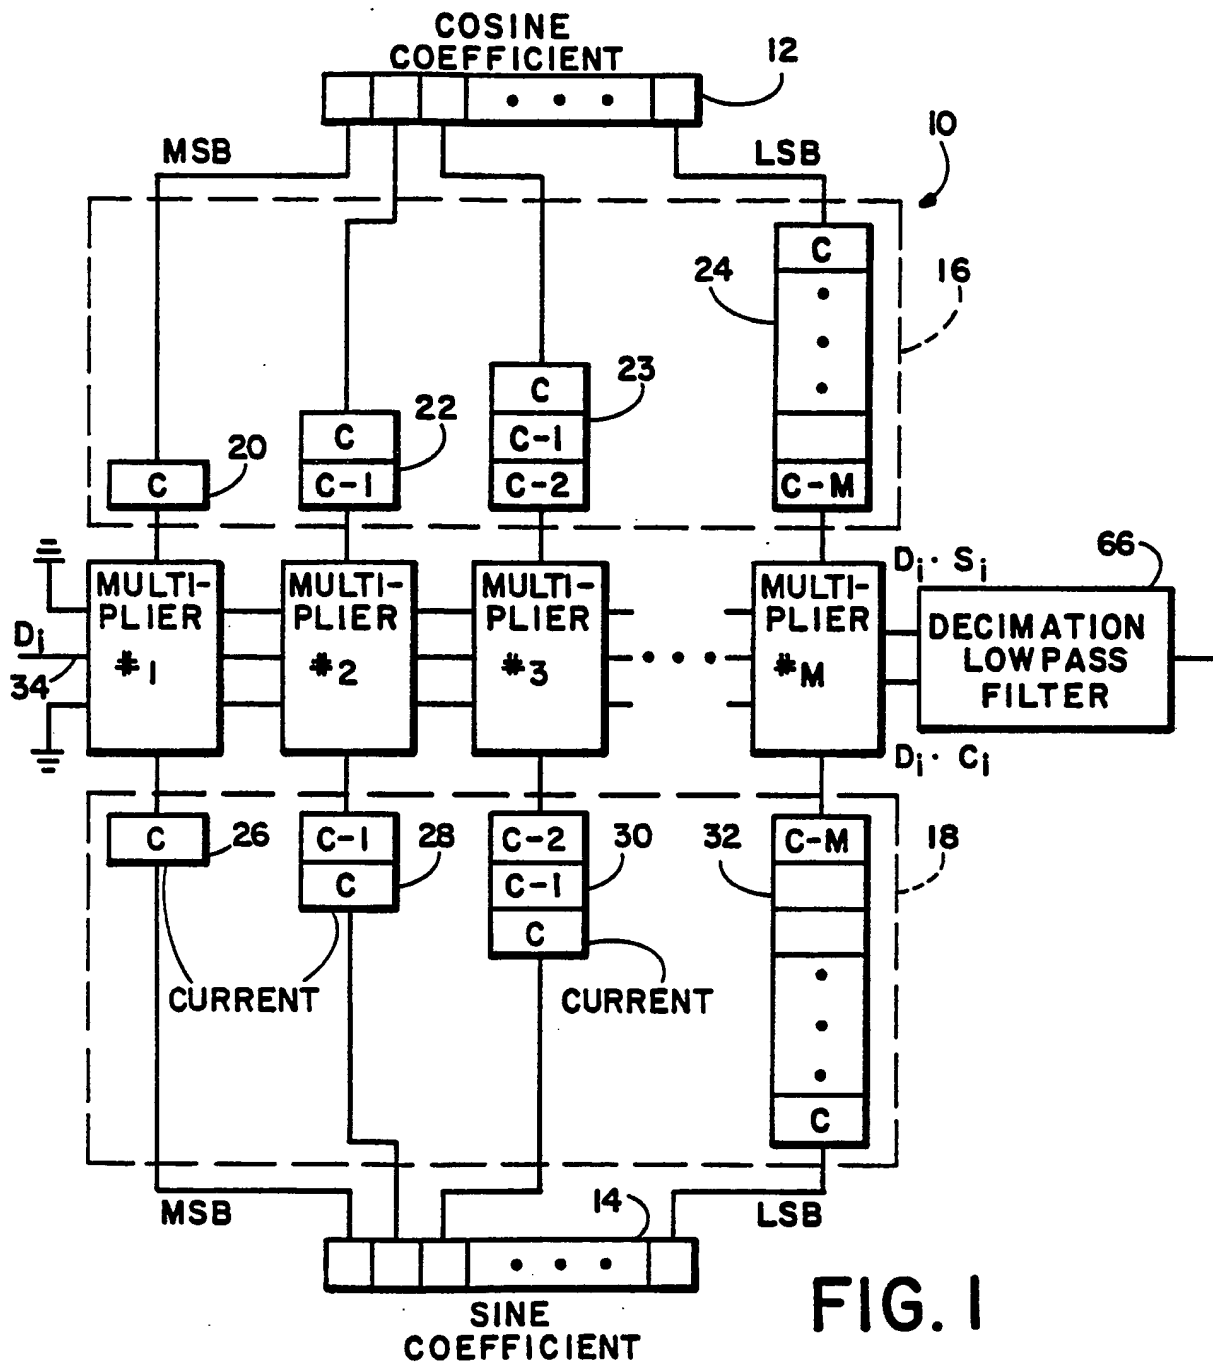 COSINE
COEFFICIENT
12
MSB
LSB
10
C
24
16
C
23
C
22
C-1
20
C
C-1
C-2
C-M
C
66
MULTI-
PLIER
#1
MULTI-
PLIER
#2
MULTI-
PLIER
#3
MULTI-
PLIER
#M
Di · Si
Di
34
DECIMATION
LOWPASS
FILTER
Di · Ci
C
26
C-1
28
C
C-2
30
C-1
C
32
C-M
18
CURRENT
CURRENT
C
MSB
14
LSB
SINE
COEFFICIENT
FIG. 1